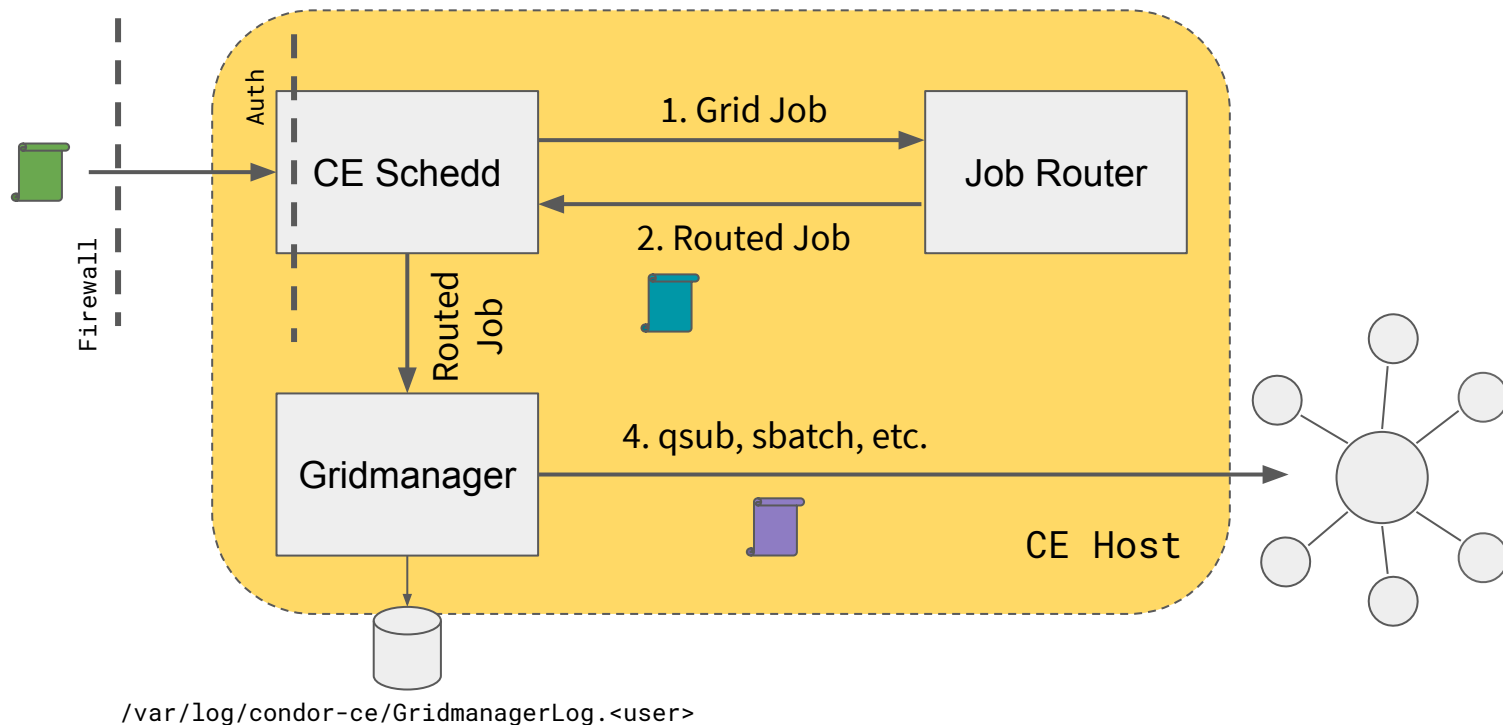 Firewall
Auth
CE Schedd
1. Grid Job
Job Router
2. Routed Job
Routed
Job
Gridmanager
4. qsub, sbatch, etc.
CE Host
/var/log/condor-ce/GridmanagerLog.<user>